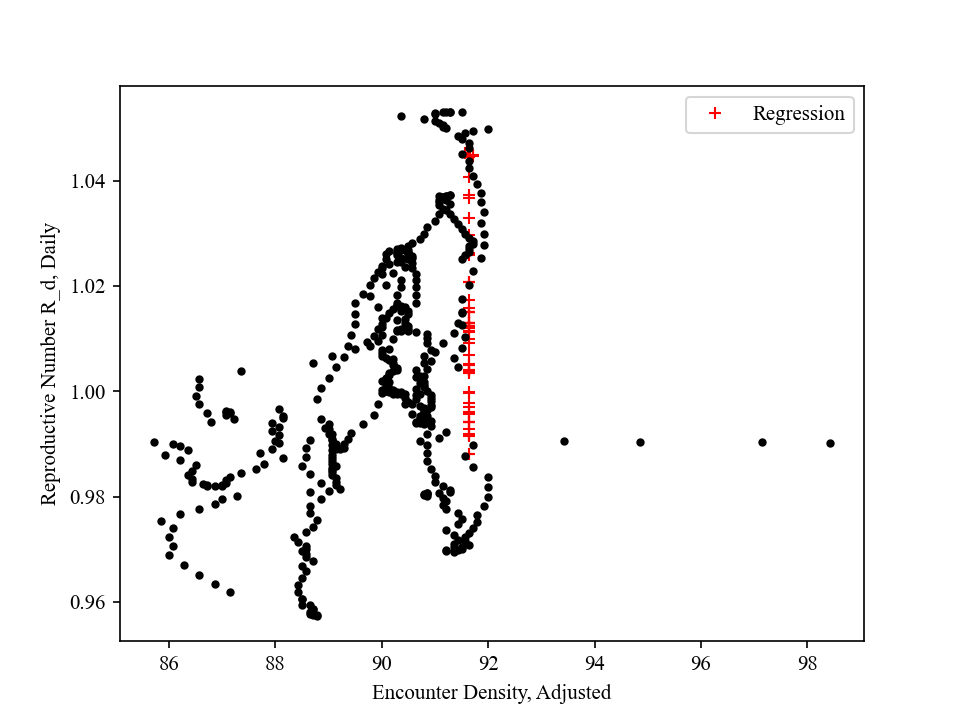 Regression
Reproductive Number R_d, Daily
1.04
1.02
1.00
0.98
0.96
86 88 90 92 94 96 98
Encounter Density, Adjusted